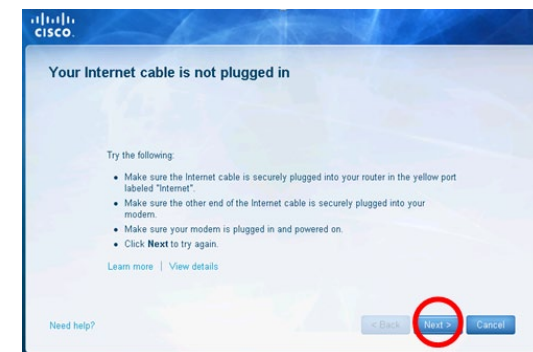 CISCO.
Your Internet cable is not plugged in
Try the following:
• Make sure the Internet cable is securely plugged into your router in the yellow port
labeled "Internet".
• Make sure the other end of the Internet cable is securely plugged into your
modem.
• Make sure your modem is plugged in and powered on.
• Click Next to try again.
Learn more | View details
Need help? < Back Next > Cancel